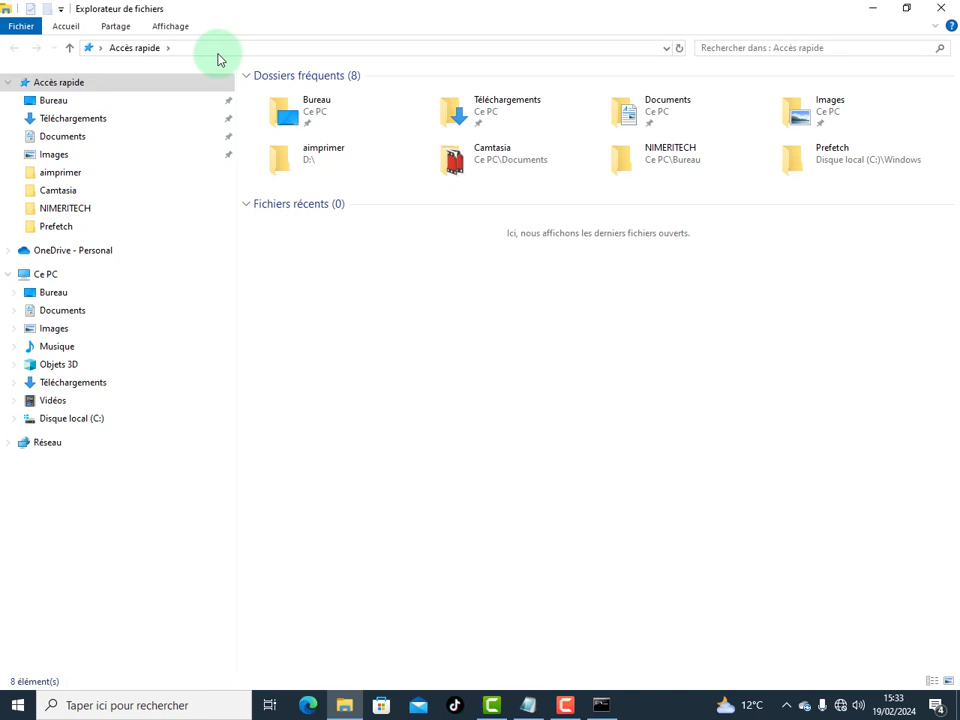 Explorateur de fichiers
Fichier Accueil Partage Affichage
Accès rapide
Rechercher dans : Accès rapide
Accès rapide
Bureau
Téléchargements
Documents
Images
aimprimer
Camtasia
NIMERITECH
Prefetch
OneDrive - Personal
Ce PC
Bureau
Documents
Images
Musique
Objets 3D
Téléchargements
Vidéos
Disque local (C:)
Réseau
Dossiers fréquents (8)
Bureau
Ce PC
Téléchargements
Ce PC
Documents
Ce PC
Images
Ce PC
aimprimer
D:\
Camtasia
Ce PC\Documents
NIMERITECH
Ce PC\Bureau
Prefetch
Disque local (C:)\Windows
Fichiers récents (0)
Ici, nous affichons les derniers fichiers ouverts.
8 élément(s)
Taper ici pour rechercher
12°C
15:33
19/02/2024
4